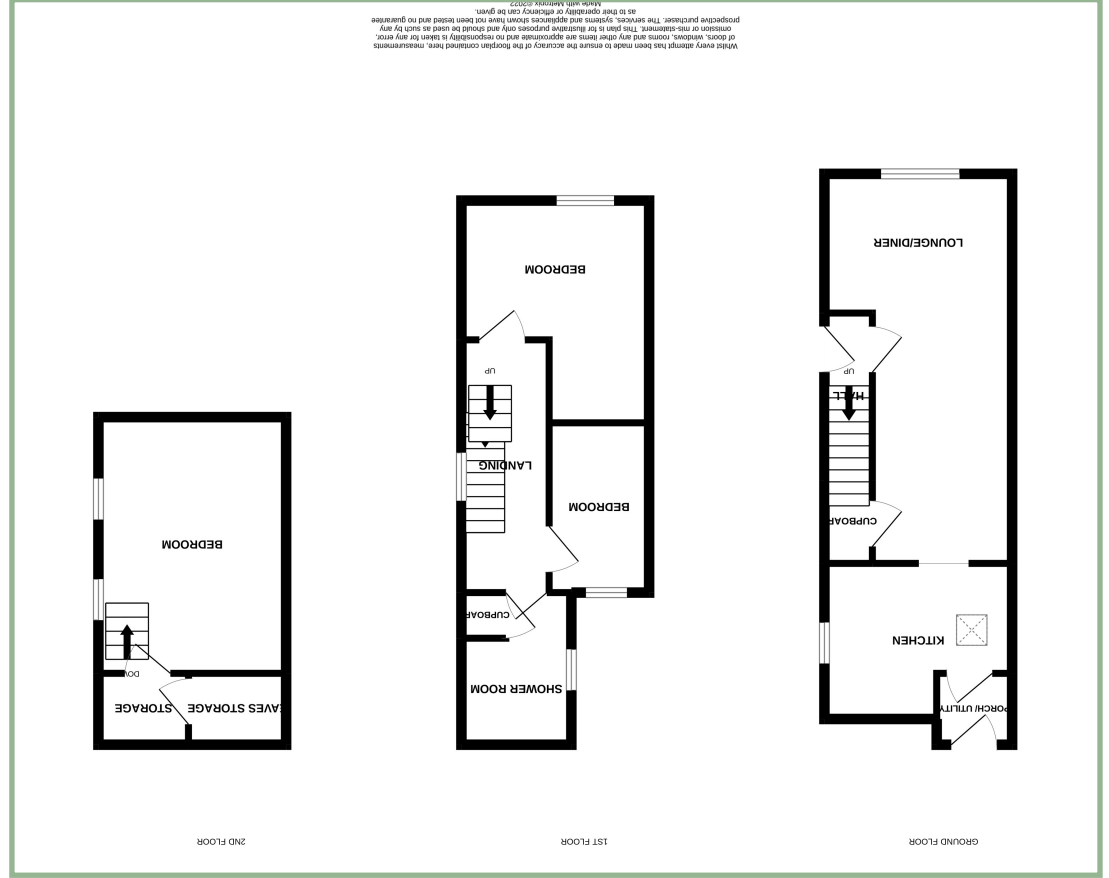 GROUND FLOOR
1ST FLOOR
2ND FLOOR
PORCH/ UTILITY
KITCHEN
CUPBOAR
HALL
UP
LOUNGE/DINER
SHOWER ROOM
CUPBOAR
BEDROOM
LANDING
UP
BEDROOM
EAVES STORAGE
STORAGE
DOW
BEDROOM
Whilst every attempt has been made to ensure the accuracy of the floorplan contained here, measurements
of doors, windows, rooms and any other items are approximate and no responsibility is taken for any error,
omission or mis-statement. This plan is for illustrative purposes only and should be used as such by any
prospective purchaser. The services, systems and appliances shown have not been tested and no guarantee
as to their operability or efficiency can be given.
Made with Metropix ©2022